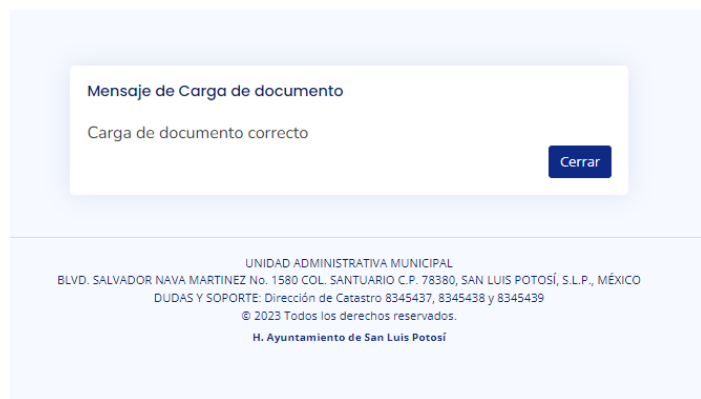 Mensaje de Carga de documento
Carga de documento correcto
Cerrar
UNIDAD ADMINISTRATIVA MUNICIPAL
BLVD. SALVADOR NAVA MARTINEZ No. 1580 COL. SANTUARIO C.P. 78380, SAN LUIS POTOSÍ, S.L.P., MÉXICO
DUDAS Y SOPORTE: Dirección de Catastro 8345437, 8345438 y 8345439
© 2023 Todos los derechos reservados.
H. Ayuntamiento de San Luis Potosí